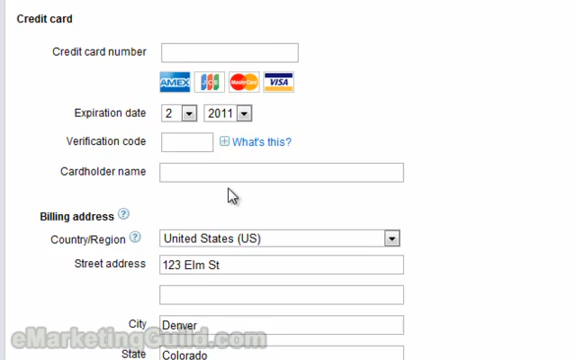 Credit card
Credit card number
AMEX JCB MasterCard VISA
Expiration date 2 2011
Verification code What's this?
Cardholder name
Billing address ?
Country/Region ? United States (US)
Street address 123 Elm St
City Denver
eMarketingGuild.com
State Colorado